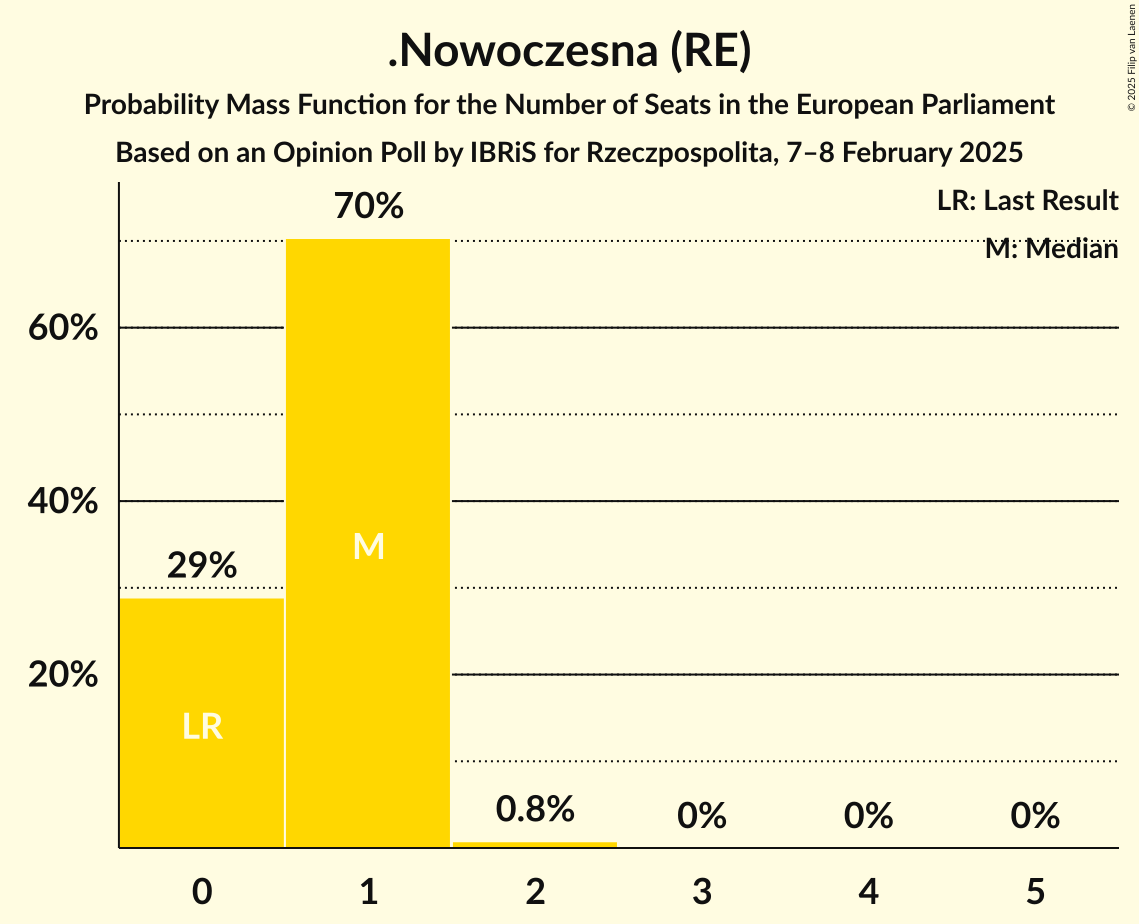 .Nowoczesna (RE)
Probability Mass Function for the Number of Seats in the European Parliament
Based on an Opinion Poll by IBRiS for Rzeczpospolita, 7–8 February 2025
© 2025 Filip van Laenen
LR: Last Result
M: Median
60%
40%
20%
29%
70%
0.8%
0%
0%
0%
LR
M
0
1
2
3
4
5